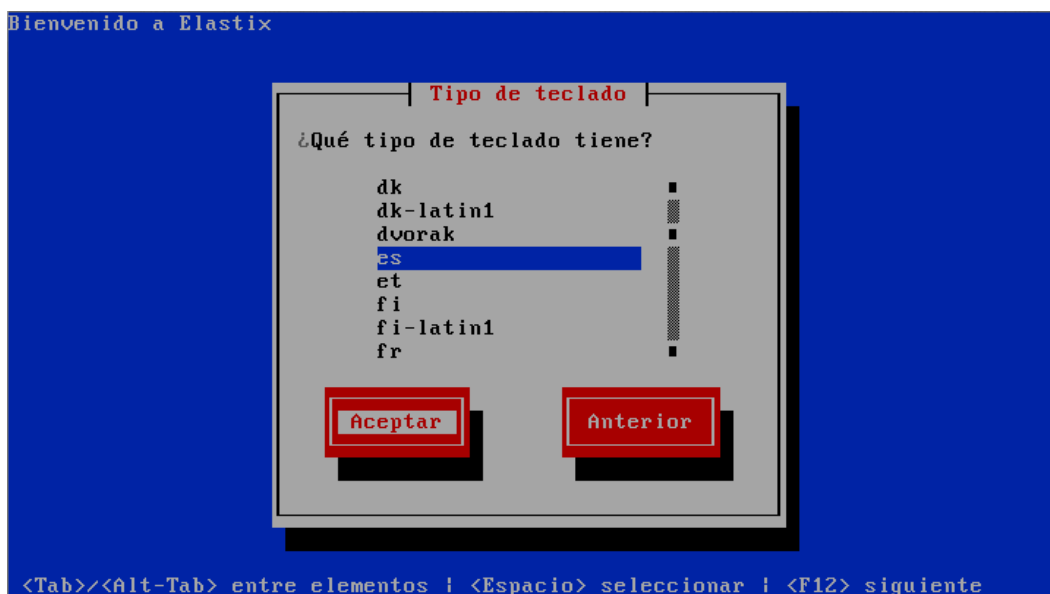 Bienvenido a Elastix
Tipo de teclado
¿Qué tipo de teclado tiene?
dk
dk-latin1
dvorak
es
et
fi
fi-latin1
fr
Aceptar
Anterior
<Tab>/<Alt-Tab> entre elementos | <Espacio> seleccionar | <F12> siguiente